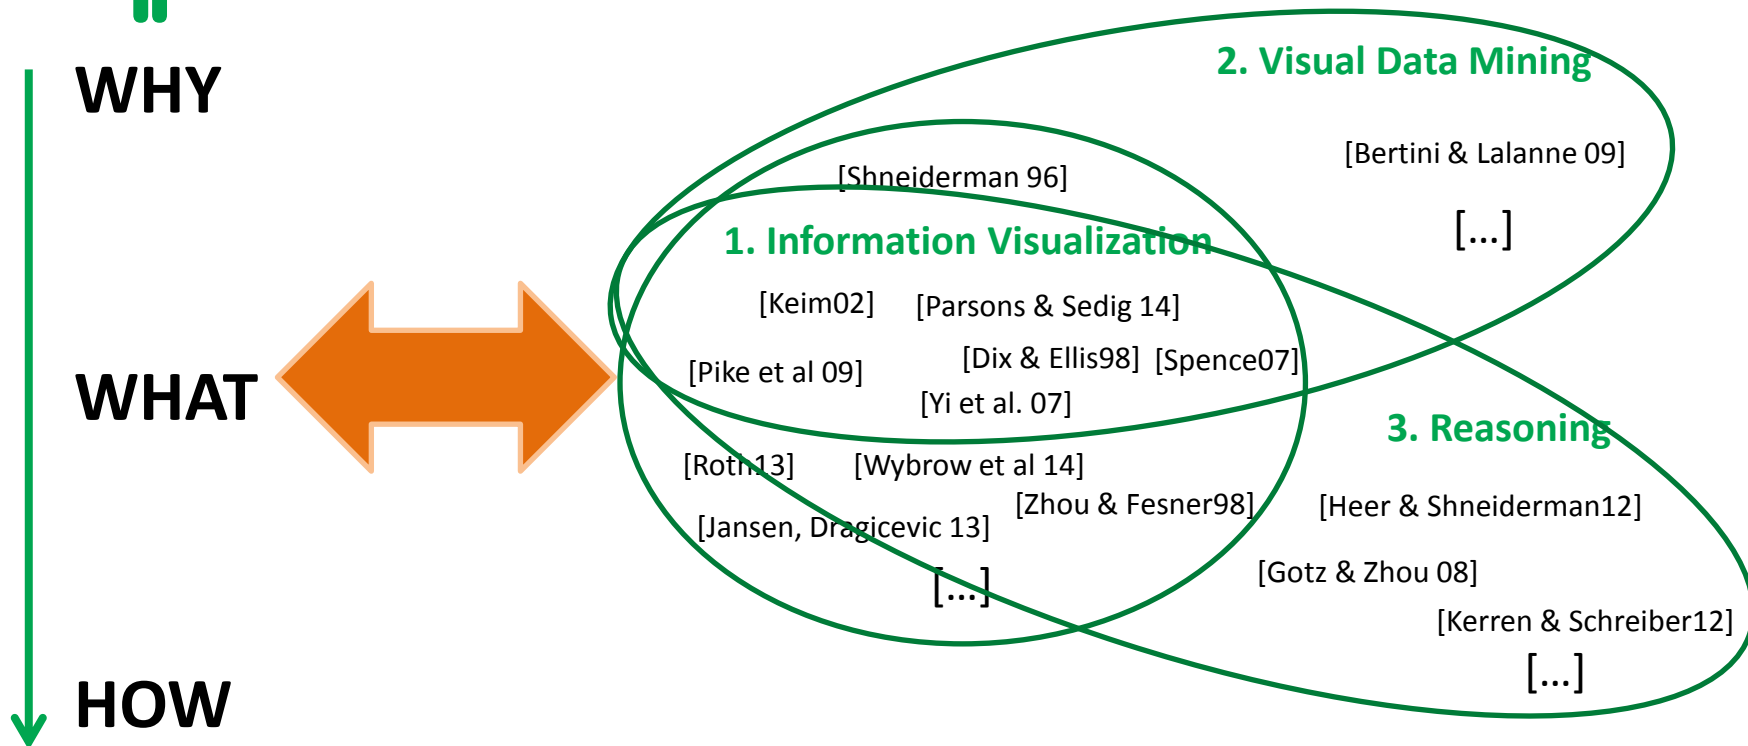 WHY
WHAT
HOW
2. Visual Data Mining
[Bertini & Lalanne 09]
[...]
[Shneiderman 96]
1. Information Visualization
[Keim02]
[Parsons & Sedig 14]
[Pike et al 09]
[Dix & Ellis98]
[Spence07]
[Yi et al. 07]
[Roth13]
[Wybrow et al 14]
[Zhou & Fesner98]
[Jansen, Dragicevic 13]
[...]
3. Reasoning
[Heer & Shneiderman12]
[Gotz & Zhou 08]
[Kerren & Schreiber12]
[...]